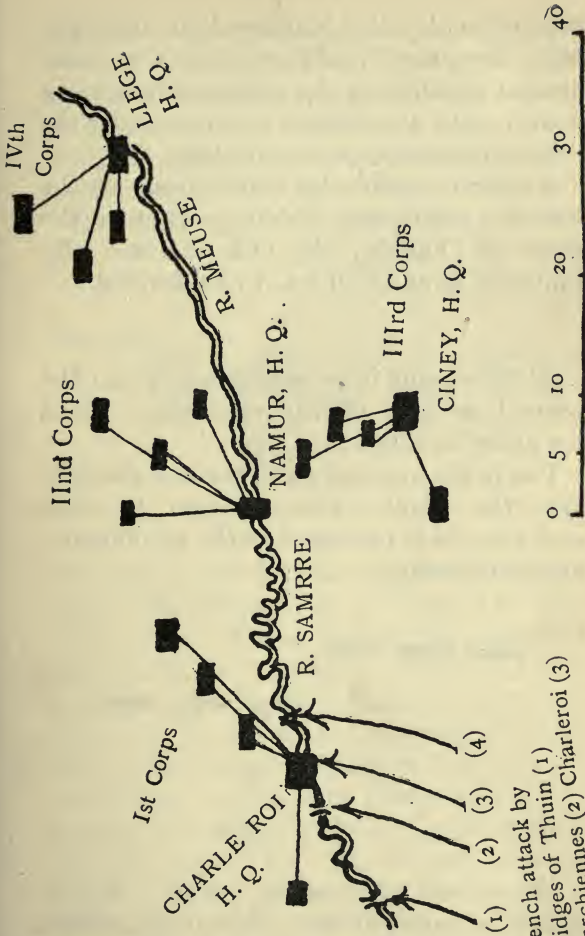 IVth
Corps
LIEGE
H.Q.
R. MEUSE
IInd Corps
NAMUR, H.Q.
IIIrd Corps
CINEY, H.Q.
Ist Corps
CHARLE ROI
H.Q.
R. SAMRRE
(1)
(2)
(3)
(4)
0 5 10 20 30 40
ench attack by
idges of Thuin (1)
archiennes (2) Charleroi (3)